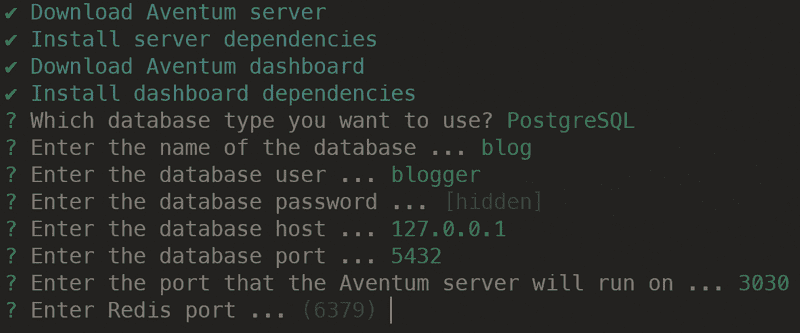 ✔ Download Aventum server
✔ Install server dependencies
✔ Download Aventum dashboard
✔ Install dashboard dependencies
? Which database type you want to use? PostgreSQL
? Enter the name of the database ... blog
? Enter the database user ... blogger
? Enter the database password ... [hidden]
? Enter the database host ... 127.0.0.1
? Enter the database port ... 5432
? Enter the port that the Aventum server will run on ... 3030
? Enter Redis port ... (6379)